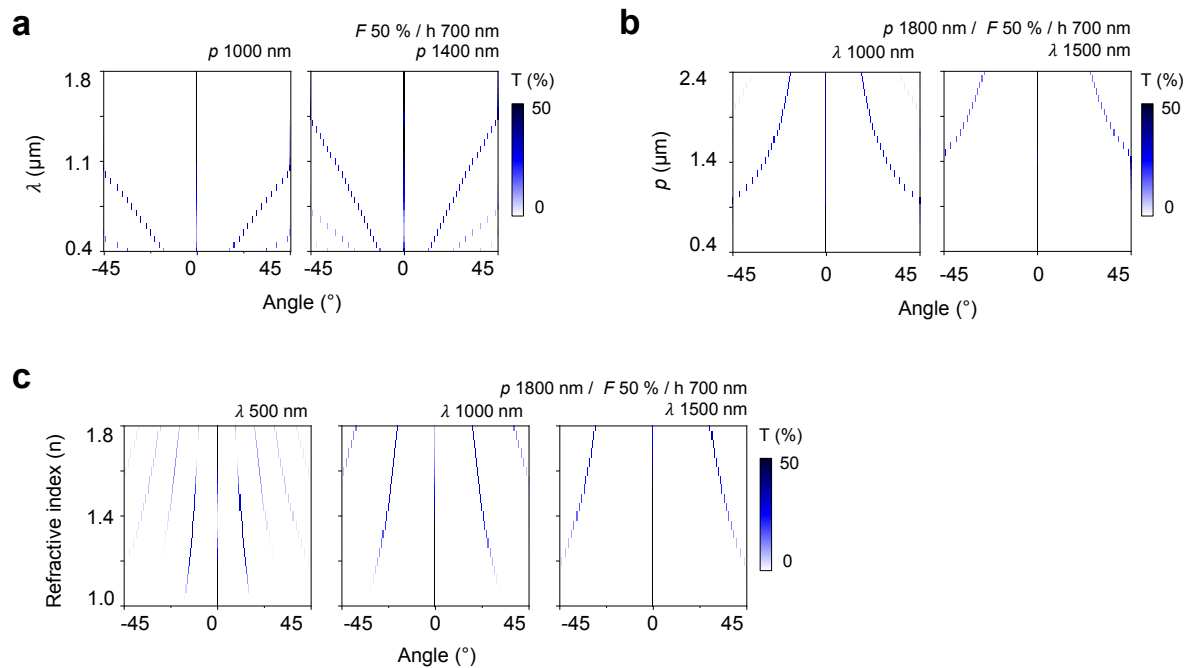 a
F 50 % / h 700 nm
p 1000 nm
p 1400 nm
1.8
1.1
0.4
λ (μm)
-45
0
45
-45
0
45
Angle (°)
T (%)
50
0
b
p 1800 nm / F 50 % / h 700 nm
λ 1000 nm
λ 1500 nm
2.4
1.4
0.4
p (μm)
-45
0
45
-45
0
45
Angle (°)
T (%)
50
0
c
p 1800 nm / F 50 % / h 700 nm
λ 500 nm
λ 1000 nm
λ 1500 nm
1.8
1.4
1.0
Refractive index (n)
-45
0
45
-45
0
45
-45
0
45
Angle (°)
T (%)
50
0